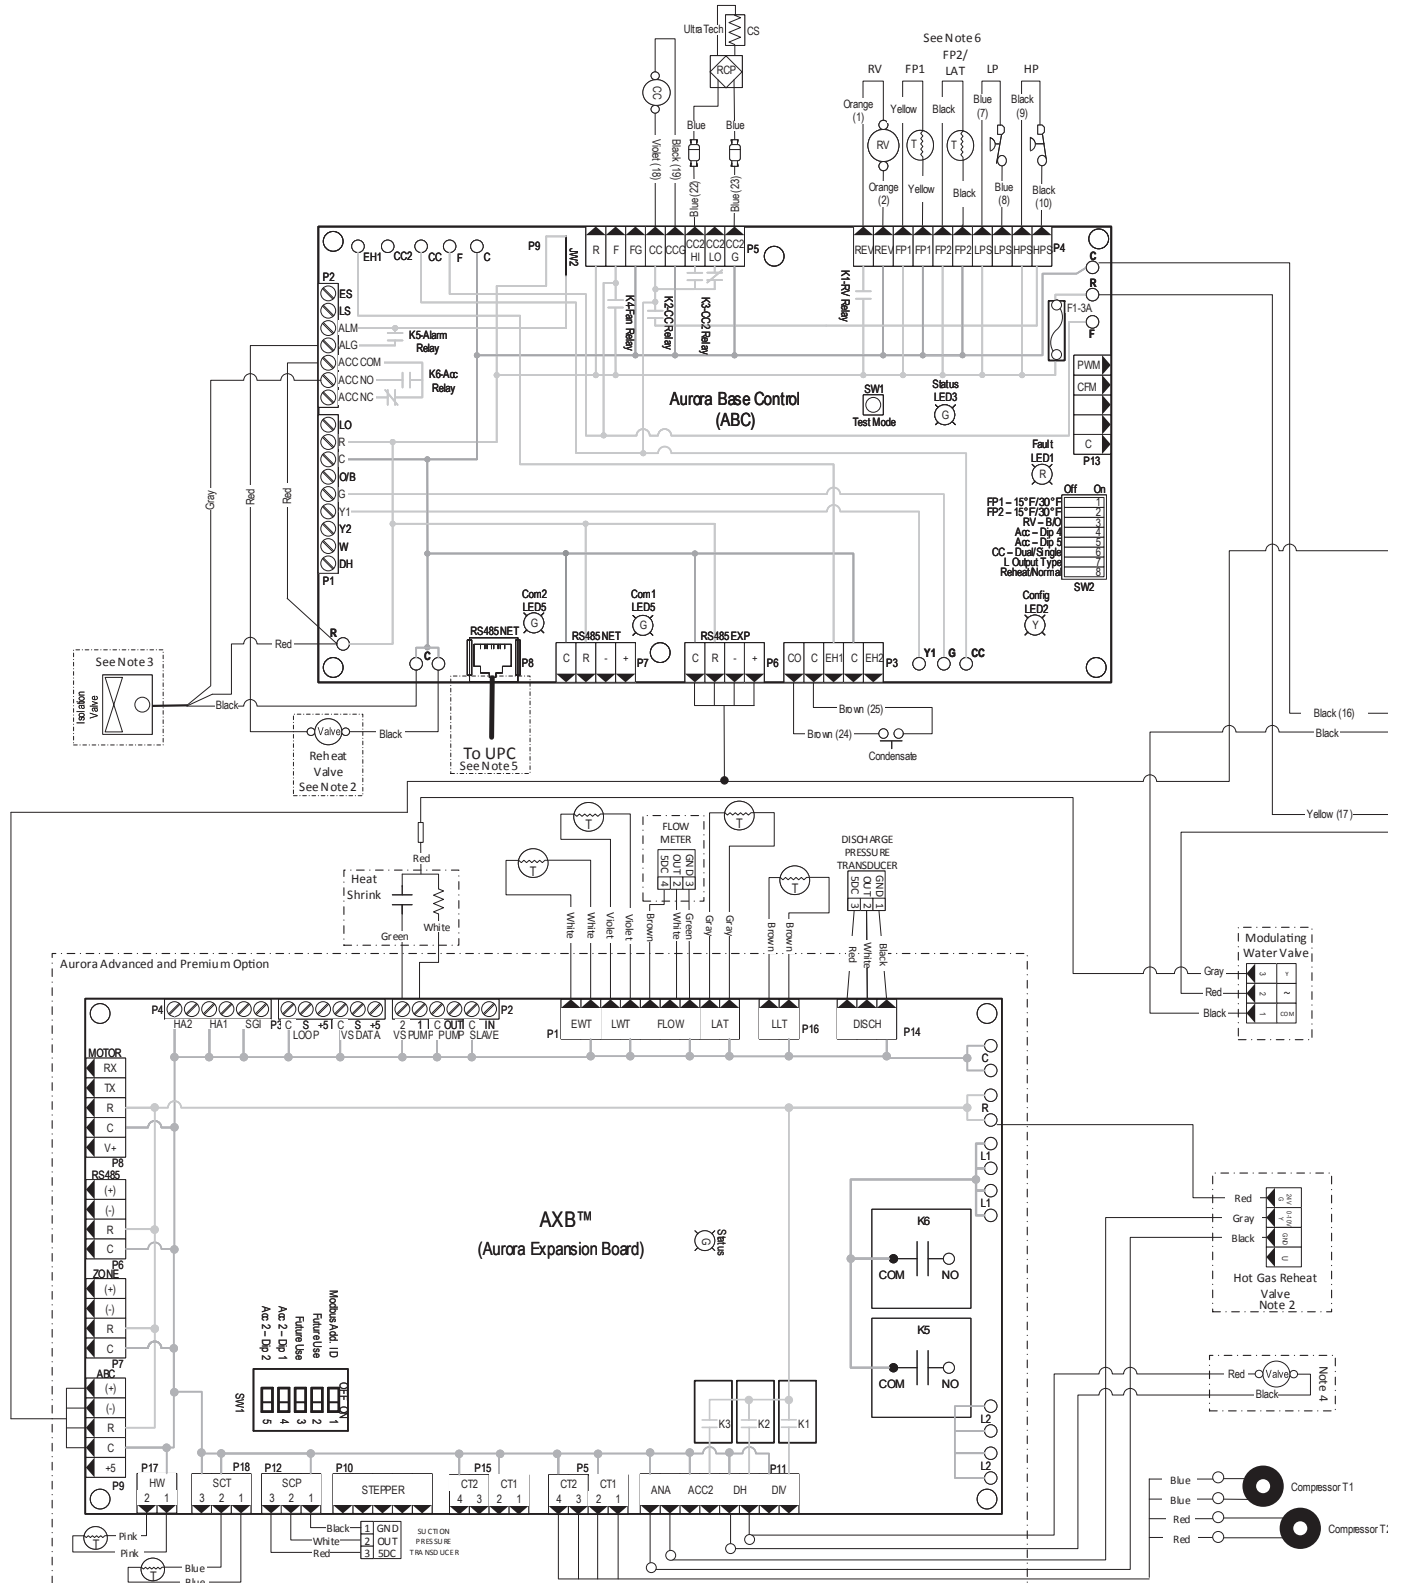 Ultra Tech
CS
RCP
CC
Blue
Blue
Violet (18)
Black (19)
Blue(22)
Blue(23)
See Note 6
FP2/
RV
FP1
LAT
LP
HP
Orange
(1)
Yellow
Black
Blue
(7)
Black
(9)
RV
T
T
Orange
(2)
Yellow
Black
Blue
(8)
Black
(10)
EH1
CC2
CC
F
C
P9
JW2
R
F
FG
CC
CCG
CC2
HI
CC2
LO
CC2
G
P5
REV
REV
FP1
FP1
FP2
FP2
LPS
LPS
HPS
HPS
P4
C
R
F1-3A
F
P2
ES
LS
ALM
ALG
ACC COM
ACC NO
ACC NC
K5-Alarm
Relay
K6-Acc
Relay
K4-Fan Relay
K2-CC Relay
K3-CC2 Relay
K1-RV Relay
Aurora Base Control
(ABC)
SW1
Test Mode
Status
LED3
G
PWM
CFM
C
P13
Fault
LED1
R
LO
R
C
O/B
G
Y1
Y2
W
DH
P1
Off
On
FP1 – 15°F/30°F
1
FP2 – 15°F/30°F
2
RV – B/O
3
Acc – Dip 4
4
Acc – Dip 5
5
CC – Dual/Single
6
L Output Type
7
Reheat/Normal
8
SW2
Config
LED2
Y
Gray
Red
Red
Com2
LED5
G
Com1
LED5
G
R
Red
C
RS485 NET
P8
RS485 NET
C
R
-
+
P7
RS485 EXP
C
R
-
+
P6
CO
C
EH1
C
EH2
P3
Y1
G
CC
See Note 3
Isolation
Valve
Black
Valve
Black
Reheat
Valve
See Note 2
To UPC
See Note 5
Brown (25)
Brown (24)
Condensate
Black (16)
Black
Yellow (17)
Red
Heat
Shrink
Green
White
T
T
FLOW
METER
5DC
OUT
GND
4
2
3
T
T
DISCHARGE
PRESSURE
TRANSDUCER
5DC
OUT
GND
3
2
1
White
White
Violet
Violet
Brown
White
Green
Gray
Gray
Brown
Brown
Red
White
Black
Modulating
Water Valve
Gray
3
Y
Red
2
~
Black
1
COM
Aurora Advanced and Premium Option
P4
HA2
HA1
SGI
P3
C
S
+5
C
S
+5
LOOP
VS DATA
2
1
C
OUT
C
IN
VS PUMP
PUMP
SLAVE
P2
P1
EWT
LWT
FLOW
LAT
LLT
P16
DISCH
P14
MOTOR
RX
TX
R
C
V+
P8
RS485
(+)
(-)
R
C
P6
ZONE
(+)
(-)
R
C
P7
ABC
(+)
(-)
R
C
+5
P9
C
R
L1
L1
AXB™
(Aurora Expansion Board)
G
Status
K6
COM
NO
K5
COM
NO
L2
L2
Acc 2 – Dip 2
Acc 2 – Dip 1
Future Use
Future Use
Modbus Add. ID
SW1
5
4
3
2
1
OFF
ON
K3
K2
K1
Red
Gray
Black
24V
G
0-10V
Y
GND
U
Hot Gas Reheat
Valve
Note 2
Red
Valve
Black
Note 4
P17
HW
2
1
SCT
P18
3
2
1
P12
SCP
3
2
1
P10
STEPPER
P15
CT2
CT1
4
3
2
1
P5
CT2
CT1
4
3
2
1
ANA
ACC2
DH
DIV
P11
T
Pink
Pink
T
Blue
Blue
Black
1
GND
White
2
OUT
Red
3
5DC
SUCTION
PRESSURE
TRANSDUCER
Blue
Blue
Compressor T1
Red
Red